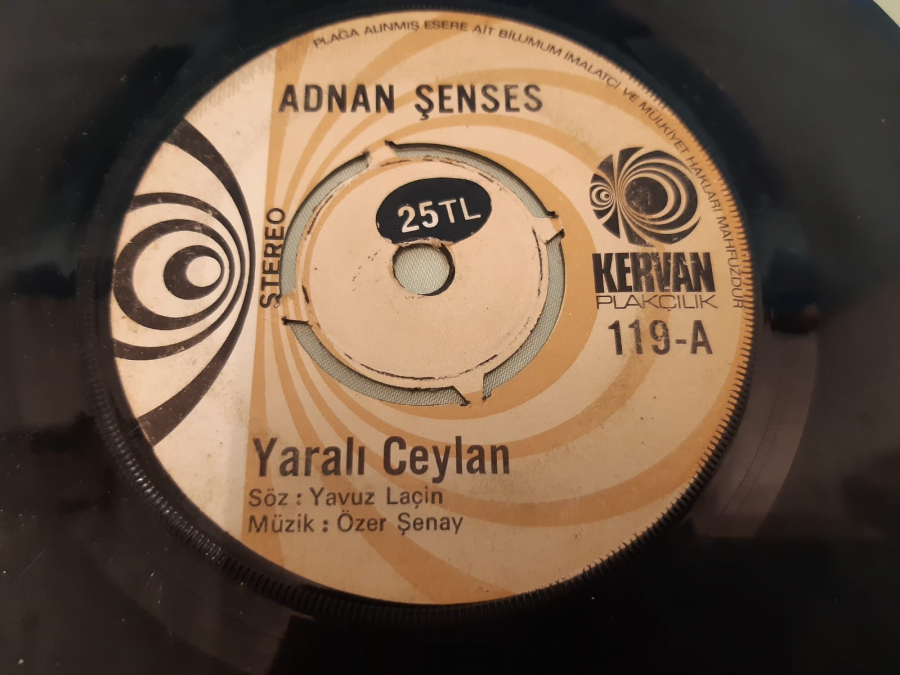 PLAĞA ALINMIŞ ESERE AİT BİLUMUM İMALATÇI VE MÜLKİYET HAKLARI MAHFUZDUR
ADNAN ŞENSES
25TL
STEREO
KERVAN
PLAKÇILIK
119-A
Yaralı Ceylan
Söz : Yavuz Laçin
Müzik : Özer Şenay